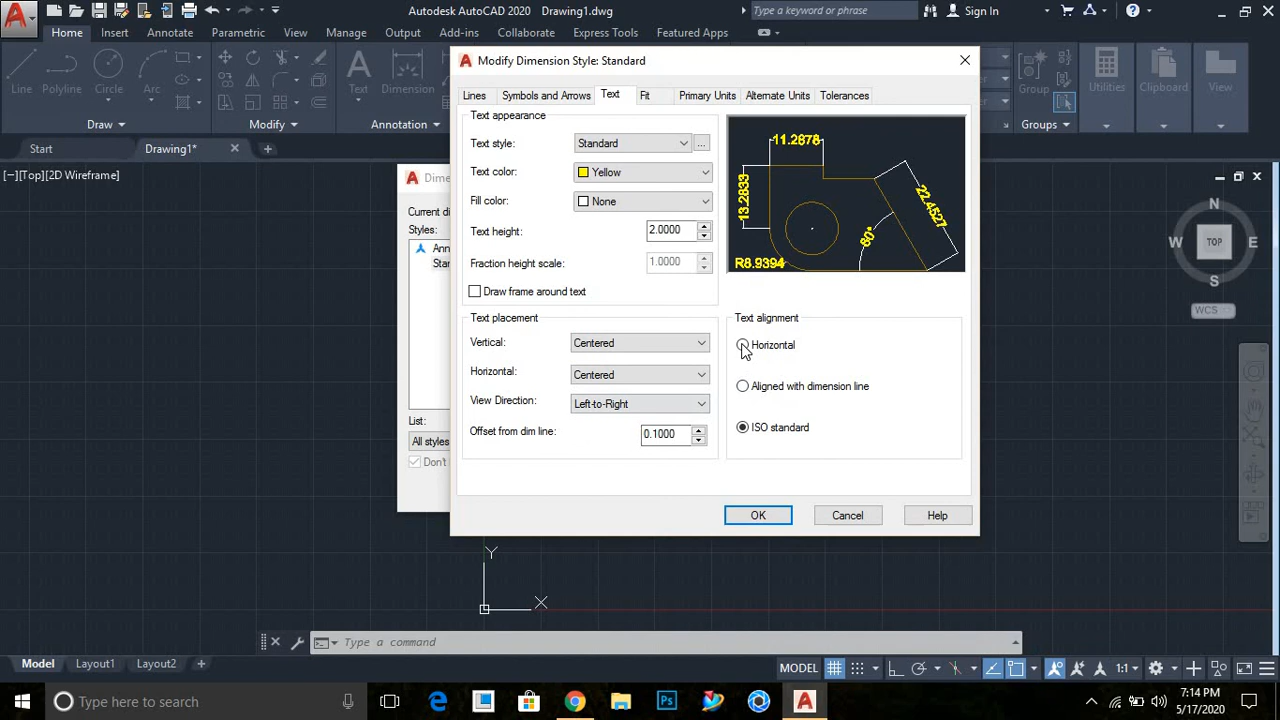 Autodesk AutoCAD 2020 Drawing1.dwg
Type a keyword or phrase
Sign In
Home Insert Annotate Parametric View Manage Output Add-ins Collaborate Express Tools Featured Apps
Line Polyline Circle Arc
Text Dimension
Group Utilities Clipboard View
Draw Modify Annotation Groups
Start Drawing1*
[−][Top][2D Wireframe]
Modify Dimension Style: Standard
Lines Symbols and Arrows Text Fit Primary Units Alternate Units Tolerances
Text appearance
Text style: Standard ...
Text color: Yellow
Fill color: None
Text height: 2.0000
Fraction height scale: 1.0000
Draw frame around text
Text placement
Vertical: Centered
Horizontal: Centered
View Direction: Left-to-Right
Offset from dim line: 0.1000
11.2878
13.2833
22.4527
60°
R8.9394
Text alignment
Horizontal
Aligned with dimension line
ISO standard
OK Cancel Help
Current di
Styles:
Ann
Star
List:
All styles
Don't
N
W TOP E
S
WCS
Y
X
Type a command
Model Layout1 Layout2
MODEL 1:1
Type here to search
7:14 PM
5/17/2020